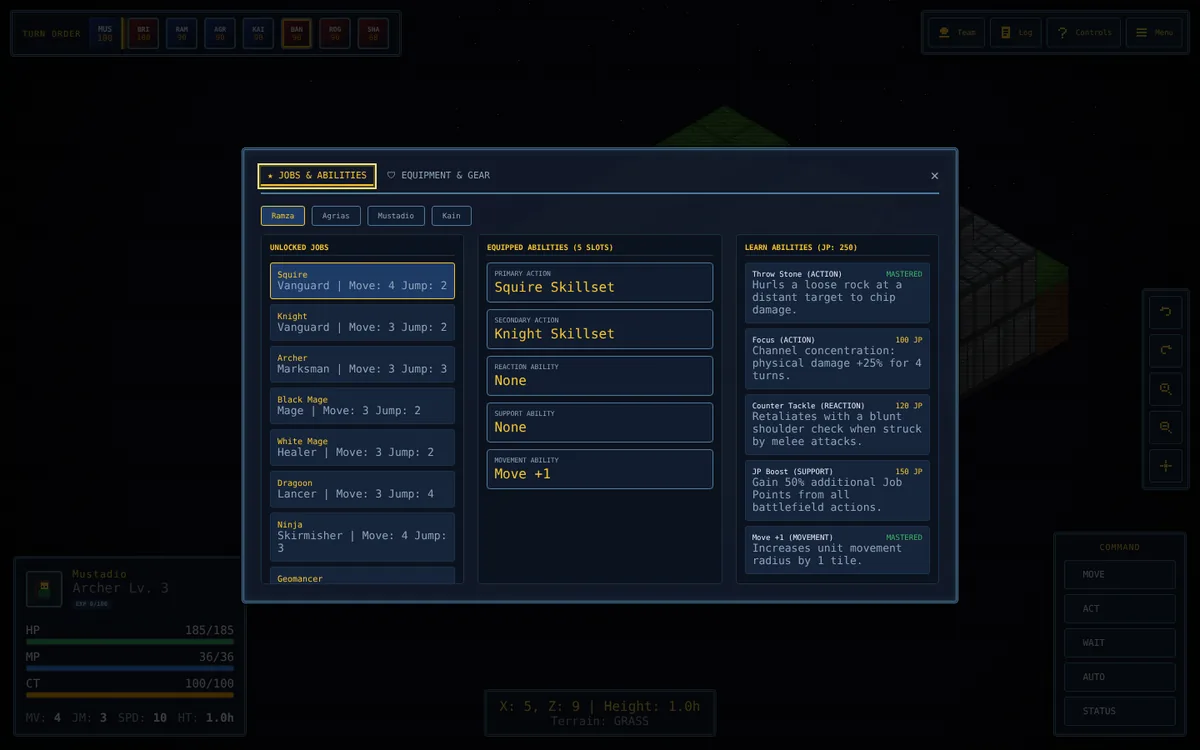 TURN ORDER
MUS 100
BRI 100
RAM 98
AGR 98
KAI 98
BAN 96
ROG 96
SHA 90
Team
Log
? Controls
Menu
★ JOBS & ABILITIES
EQUIPMENT & GEAR
×
Ramza
Agrias
Mustadio
Kain
UNLOCKED JOBS
Squire
Vanguard | Move: 4 Jump: 2
Knight
Vanguard | Move: 3 Jump: 2
Archer
Marksman | Move: 3 Jump: 3
Black Mage
Mage | Move: 3 Jump: 2
White Mage
Healer | Move: 3 Jump: 2
Dragoon
Lancer | Move: 3 Jump: 4
Ninja
Skirmisher | Move: 4 Jump:
3
Geomancer
EQUIPPED ABILITIES (5 SLOTS)
PRIMARY ACTION
Squire Skillset
SECONDARY ACTION
Knight Skillset
REACTION ABILITY
None
SUPPORT ABILITY
None
MOVEMENT ABILITY
Move +1
LEARN ABILITIES (JP: 250)
Throw Stone (ACTION) MASTERED
Hurls a loose rock at a
distant target to chip
damage.
Focus (ACTION) 100 JP
Channel concentration:
physical damage +25% for 4
turns.
Counter Tackle (REACTION) 120 JP
Retaliates with a blunt
shoulder check when struck
by melee attacks.
JP Boost (SUPPORT) 150 JP
Gain 50% additional Job
Points from all
battlefield actions.
Move +1 (MOVEMENT) MASTERED
Increases unit movement
radius by 1 tile.
Mustadio
Archer Lv. 3
EXP 0/100
HP 185/185
MP 36/36
CT 100/100
MV: 4 JM: 3 SPD: 10 HT: 1.0h
X: 5, Z: 9 | Height: 1.0h
Terrain: GRASS
COMMAND
MOVE
ACT
WAIT
AUTO
STATUS